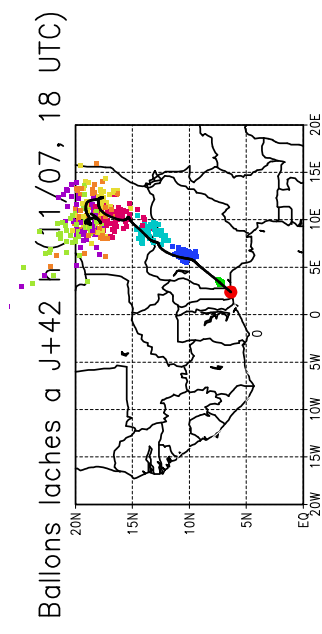 Ballons laches a J+42 h (11/07, 18 UTC)
20N
15N
10N
5N
EQ
0
20W 15W 10W 5W 0 5E 10E 15E 20E